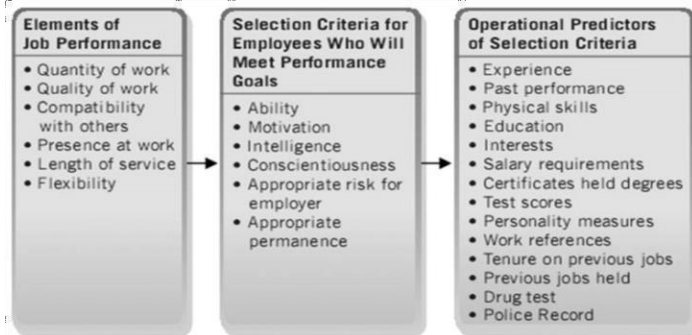 Elements of
Job Performance
• Quantity of work
• Quality of work
• Compatibility
with others
• Presence at work
• Length of service
• Flexibility
Selection Criteria for
Employees Who Will
Meet Performance
Goals
• Ability
• Motivation
• Intelligence
• Conscientiousness
• Appropriate risk for
employer
• Appropriate
permanence
Operational Predictors
of Selection Criteria
• Experience
• Past performance
• Physical skills
• Education
• Interests
• Salary requirements
• Certificates held degrees
• Test scores
• Personality measures
• Work references
• Tenure on previous jobs
• Previous jobs held
• Drug test
• Police Record